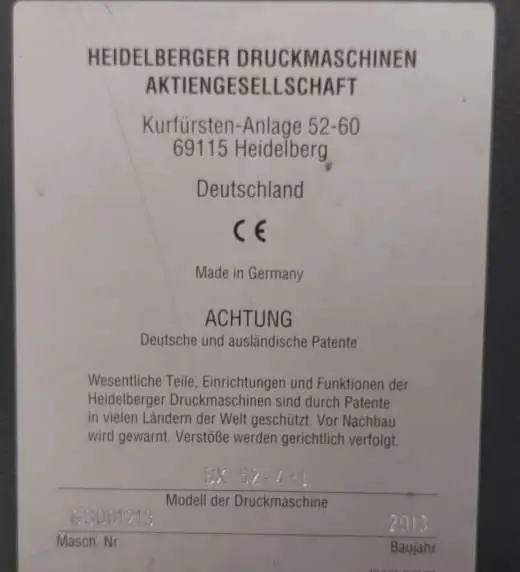 HEIDELBERGER DRUCKMASCHINEN
AKTIENGESELLSCHAFT
Kurfürsten-Anlage 52-60
69115 Heidelberg
Deutschland
CE
Made in Germany
ACHTUNG
Deutsche und ausländische Patente
Wesentliche Teile, Einrichtungen und Funktionen der
Heidelberger Druckmaschinen sind durch Patente
in vielen Ländern der Welt geschützt. Vor Nachbau
wird gewarnt. Verstöße werden gerichtlich verfolgt.
Modell der Druckmaschine
2013
Masch. Nr
Baujahr